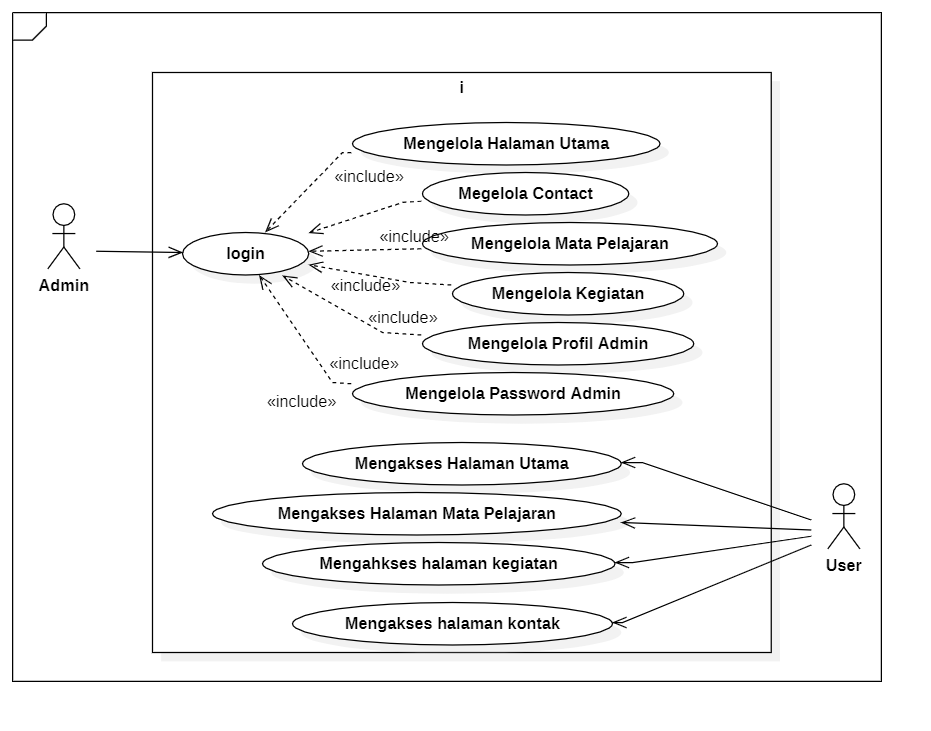 i
Mengelola Halaman Utama
«include»
Megelola Contact
«include»
Mengelola Mata Pelajaran
login
Admin
«include»
Mengelola Kegiatan
«include»
Mengelola Profil Admin
«include»
Mengelola Password Admin
«include»
Mengakses Halaman Utama
Mengakses Halaman Mata Pelajaran
Mengahkses halaman kegiatan
User
Mengakses halaman kontak